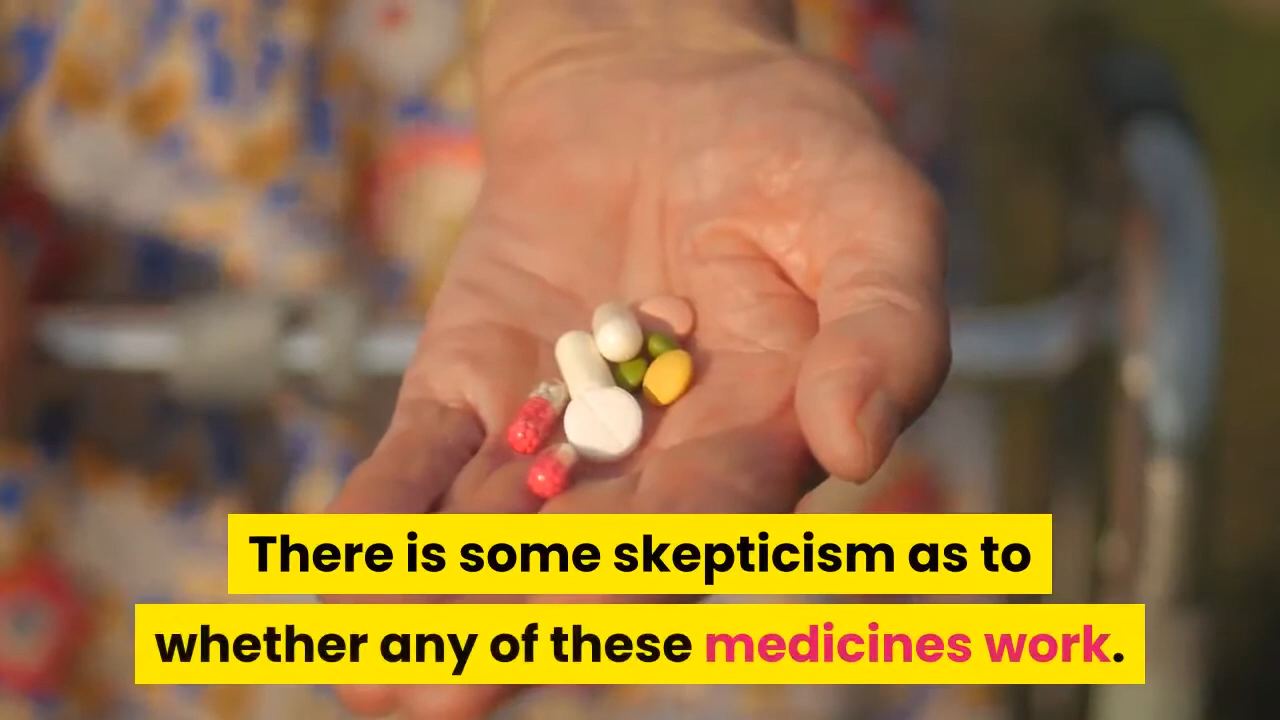 There is some skepticism as to
whether any of these medicines work.